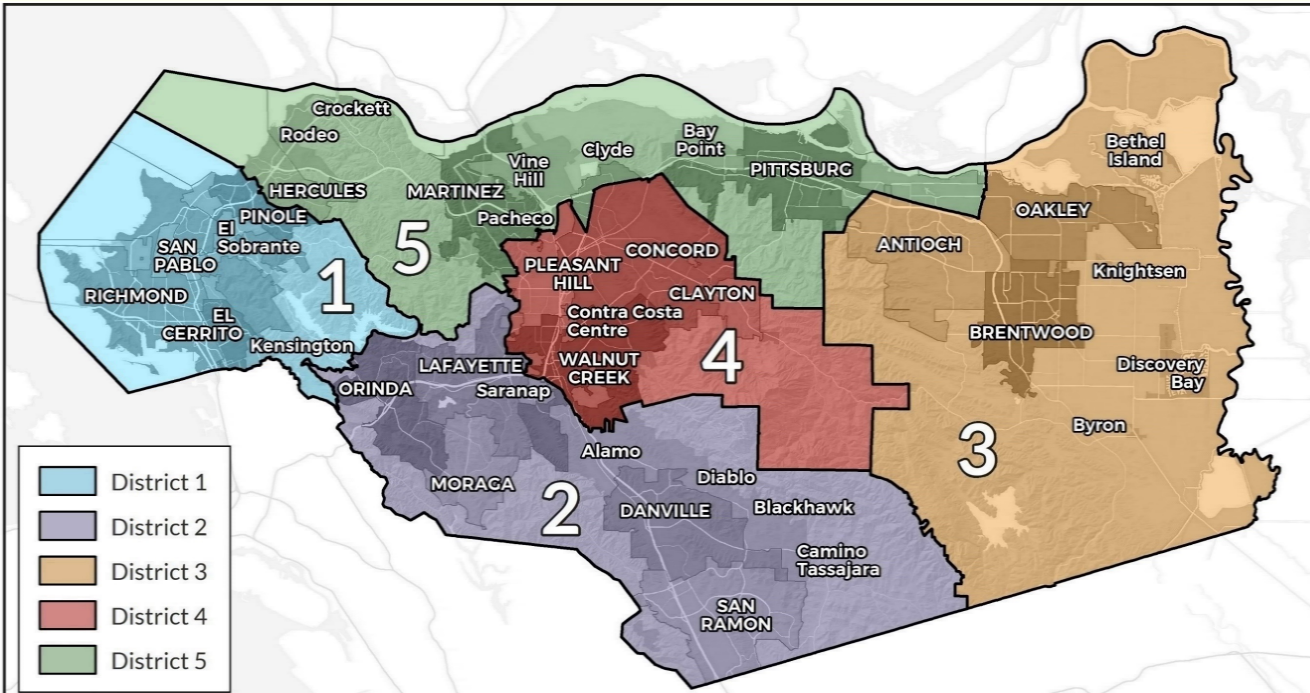 Crockett
Rodeo
HERCULES
MARTINEZ
Vine
Hill
Clyde
Bay
Point
PITTSBURG
Pacheco
5
PINOLE
El
Sobrante
SAN
PABLO
RICHMOND
EL
CERRITO
Kensington
1
PLEASANT
HILL
CONCORD
CLAYTON
Contra Costa
Centre
WALNUT
CREEK
4
Bethel
Island
OAKLEY
ANTIOCH
Knightsen
BRENTWOOD
Discovery
Bay
Byron
3
LAFAYETTE
ORINDA
Saranap
MORAGA
Alamo
2
Diablo
DANVILLE
Blackhawk
Camino
Tassajara
SAN
RAMON
District 1
District 2
District 3
District 4
District 5